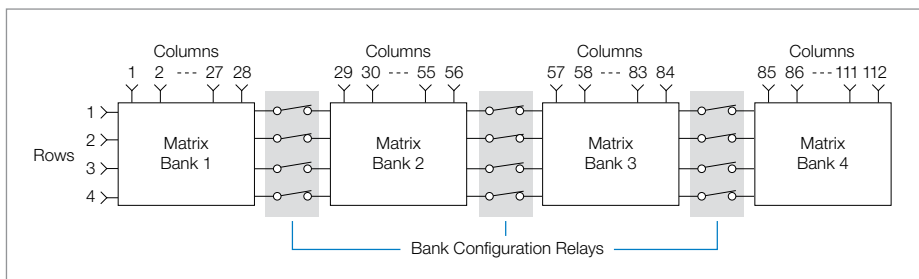 Columns Columns Columns Columns
1 2 --- 27 28 29 30 --- 55 56 57 58 --- 83 84 85 86 --- 111 112
1
2
Rows
3
4
Matrix Bank 1
Matrix Bank 2
Matrix Bank 3
Matrix Bank 4
Bank Configuration Relays